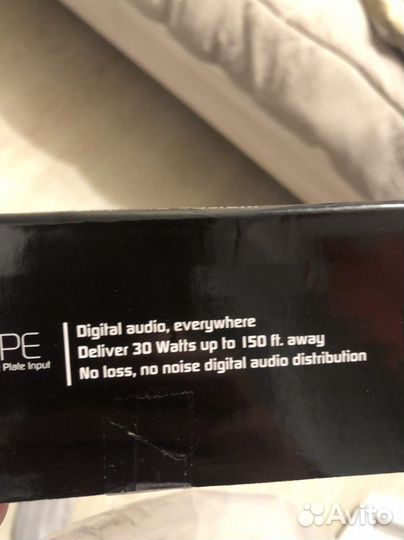 PE
Plate Input
Digital audio, everywhere
Deliver 30 Watts up to 150 ft. away
No loss, no noise digital audio distribution
Avito